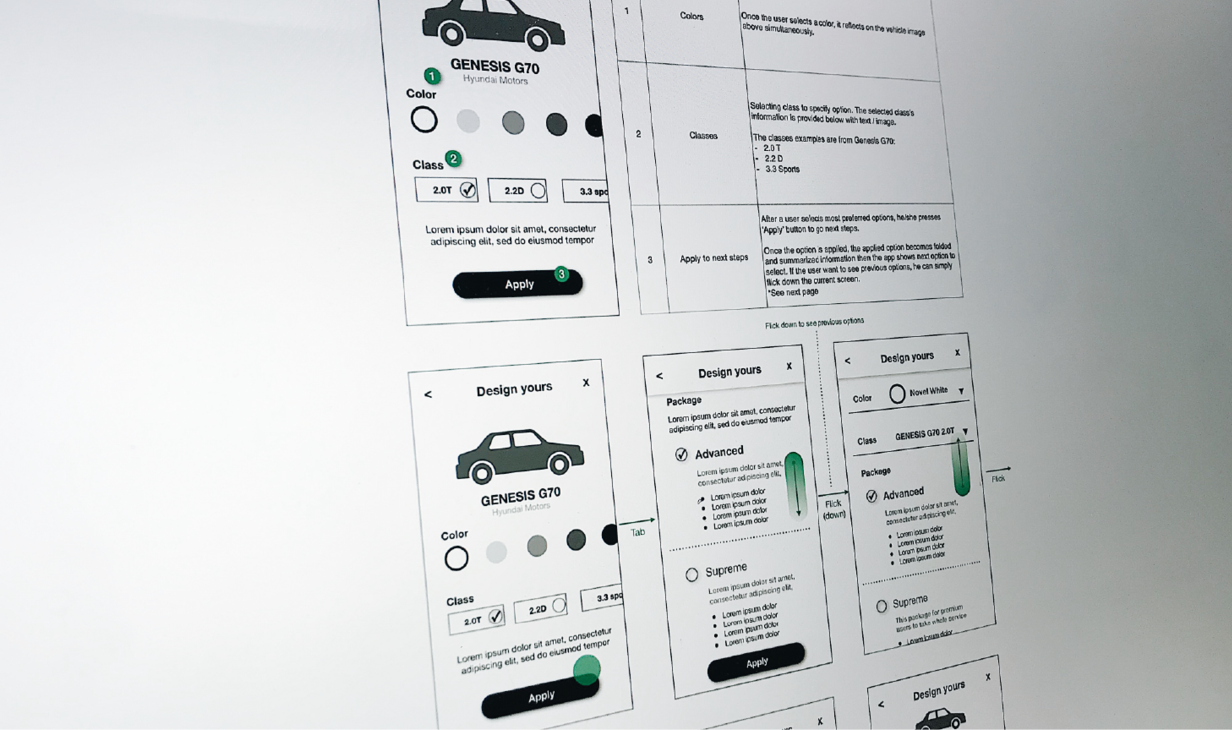 GENESIS G70
Hyundai Motors
1
Color
Class 2
2.0T
2.2D
3.3 spo
Lorem ipsum dolor sit amet, consectetur
adipiscing elit, sed do eiusmod tempor
Apply
3
1
Colors
Once the user selects a color, it reflects on the vehicle image
above simultaneously.
2
Classes
Selecting class to specify option. The selected class's
information is provided below with text / image.
The classes examples are from Genesis G70:
- 2.0 T
- 2.2 D
- 3.3 Sports
3
Apply to next steps
After a user selects most preferred options, he/she presses
'Apply' button to go next steps.
Once the option is applied, the applied option becomes folded
and summarized information then the app shows next option to
select. If the user want to see previous options, he can simply
flick down the current screen.
*See next page
Flick down to see previous options
< Design yours X
GENESIS G70
Hyundai Motors
Color
Class
2.0T
2.2D
3.3 spo
Lorem ipsum dolor sit amet, consectetur
adipiscing elit, sed do eiusmod tempor
Apply
Tab
< Design yours X
Package
Lorem ipsum dolor sit amet, consectetur
adipiscing elit, sed do eiusmod tempor
Advanced
Lorem ipsum dolor sit amet,
consectetur adipiscing elit,
• Lorem ipsum dolor
• Lorem ipsum dolor
• Lorem ipsum dolor
• Lorem ipsum dolor
Supreme
Lorem ipsum dolor sit amet,
consectetur adipiscing elit,
• Lorem ipsum dolor
• Lorem ipsum dolor
• Lorem ipsum dolor
• Lorem ipsum dolor
Apply
Flick
(down)
< Design yours X
Color Novel White ▼
Class GENESIS G70 2.0T ▼
Package
Advanced
Lorem ipsum dolor sit amet,
consectetur adipiscing elit,
• Lorem ipsum dolor
• Lorem ipsum dolor
• Lorem ipsum dolor
• Lorem ipsum dolor
Supreme
This package for premium
users to take whole service
• Lorem ipsum dolor
Flick
X
< Design yours X